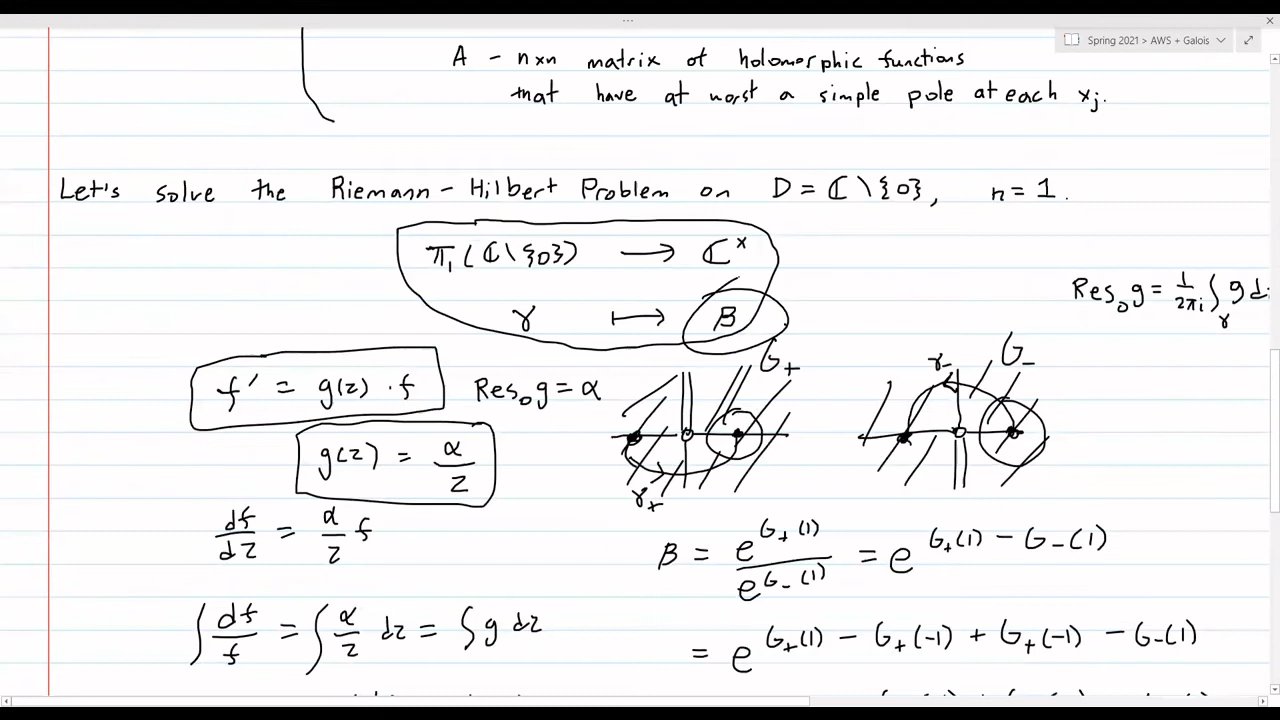 Spring 2021 > AWS + Galois
A - n×n matrix of holomorphic functions
that have at worst a simple pole at each xⱼ.
Let's solve the Riemann - Hilbert Problem on D = ℂ \ {0}, n = 1.
π₁(ℂ\{0}) ⟶ ℂ^×
γ ⟼ B
Res₀ g = 1/2πi ∫_γ g d
f' = g(z) · f
Res₀ g = α
G₊
γ₋
G₋
g(z) = α/z
γ₊
df/dz = α/z f
B = e^{G₊(1)} / e^{G₋(1)} = e^{G₊(1) - G₋(1)}
∫ df/f = ∫ α/z dz = ∫ g dz
= e^{G₊(1) - G₊(-1) + G₊(-1) - G₋(1)}